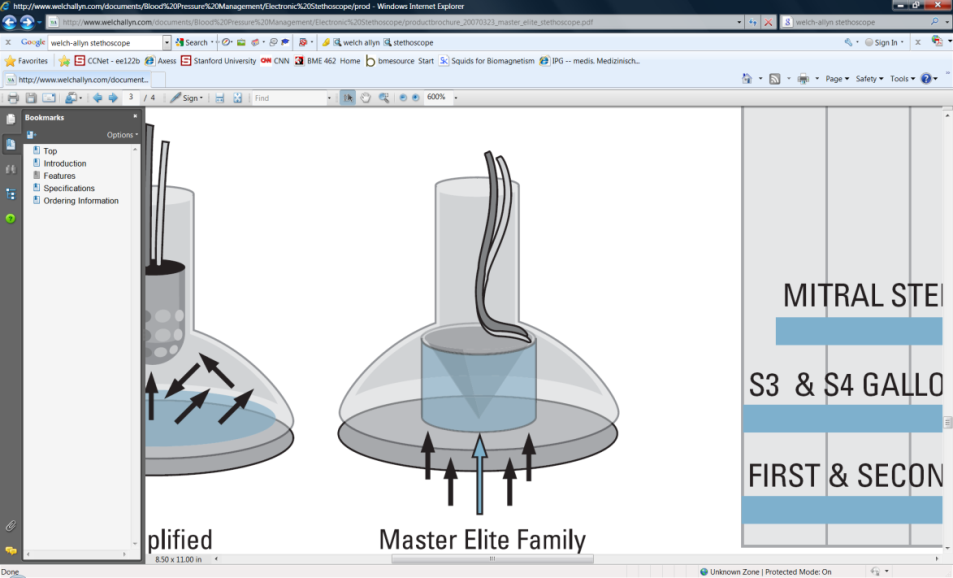 http://www.welchallyn.com/documents/Blood%20Pressure%20Management/Electronic%20Stethoscope/prod - Windows Internet Explorer
http://www.welchallyn.com/documents/Blood%20Pressure%20Management/Electronic%20Stethoscope/productbrochure_20070323_master_elite_stethoscope.pdf
welch-allyn stethoscope
x Google welch-allyn stethoscope Search welch allyn stethoscope Sign In
Favorites CCNet - ee122b Axess Stanford University CNN BME 462 Home bmesource Start Squids for Biomagnetism IPG -- medis. Medizinisch...
http://www.welchallyn.com/document... Page Safety Tools
3 / 4 Sign Find 600%
Bookmarks
Options
Top
Introduction
Features
Specifications
Ordering Information
MITRAL STE
S3 & S4 GALLO
FIRST & SECON
plified
Master Elite Family
8.50 x 11.00 in
Done
Unknown Zone | Protected Mode: On